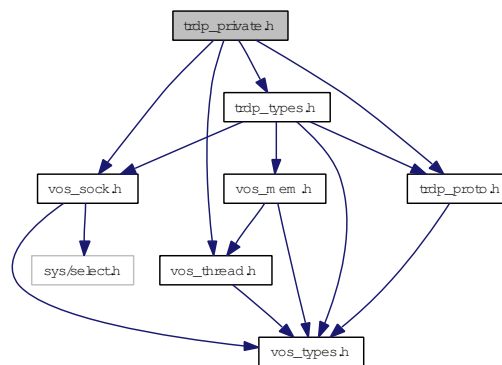 trdp_private.h
trdp_types.h
vos_sock.h
vos_mem.h
trdp_proto.h
sys/select.h
vos_thread.h
vos_types.h